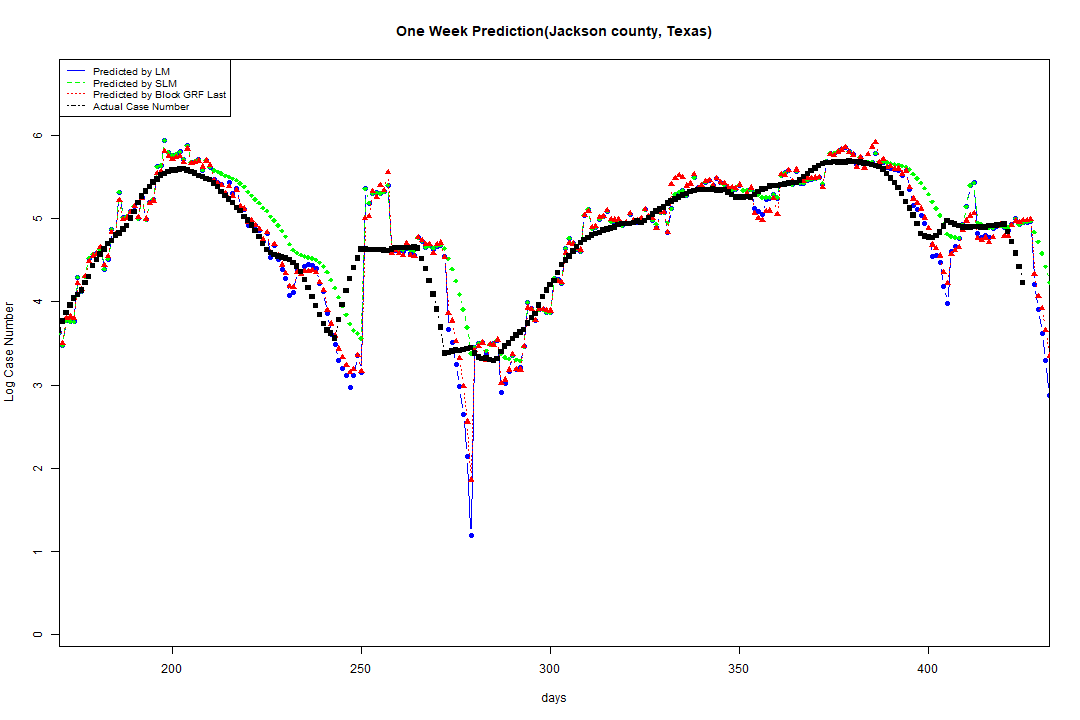 One Week Prediction(Jackson county, Texas)
Predicted by LM
Predicted by SLM
Predicted by Block GRF Last
Actual Case Number
Log Case Number
6
5
4
3
2
1
0
200 250 300 350 400
days